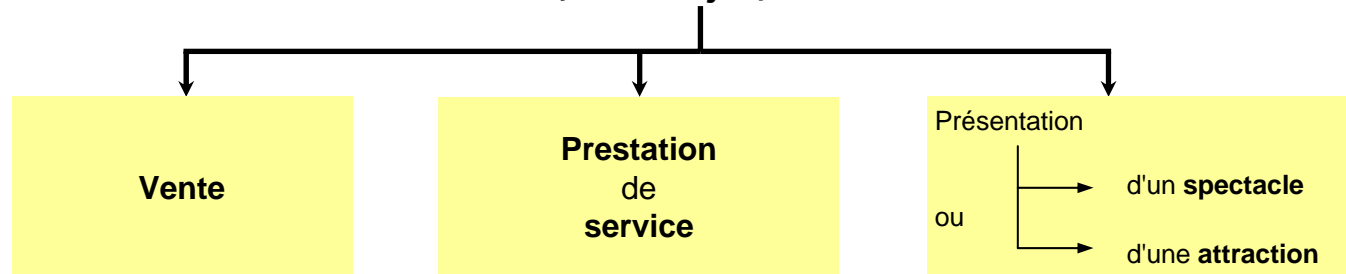 Vente
Prestation
de
service
Présentation
d'un spectacle
ou
d'une attraction